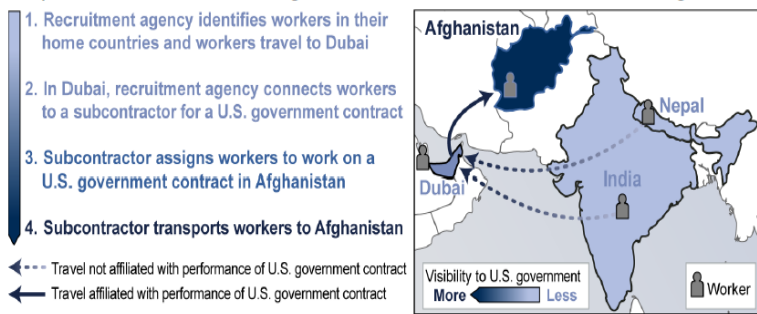 1. Recruitment agency identifies workers in their
home countries and workers travel to Dubai
2. In Dubai, recruitment agency connects workers
to a subcontractor for a U.S. government contract
3. Subcontractor assigns workers to work on a
U.S. government contract in Afghanistan
4. Subcontractor transports workers to Afghanistan
Travel not affiliated with performance of U.S. government contract
Travel affiliated with performance of U.S. government contract
Afghanistan
Nepal
Dubai
India
Visibility to U.S. government
More Less
Worker